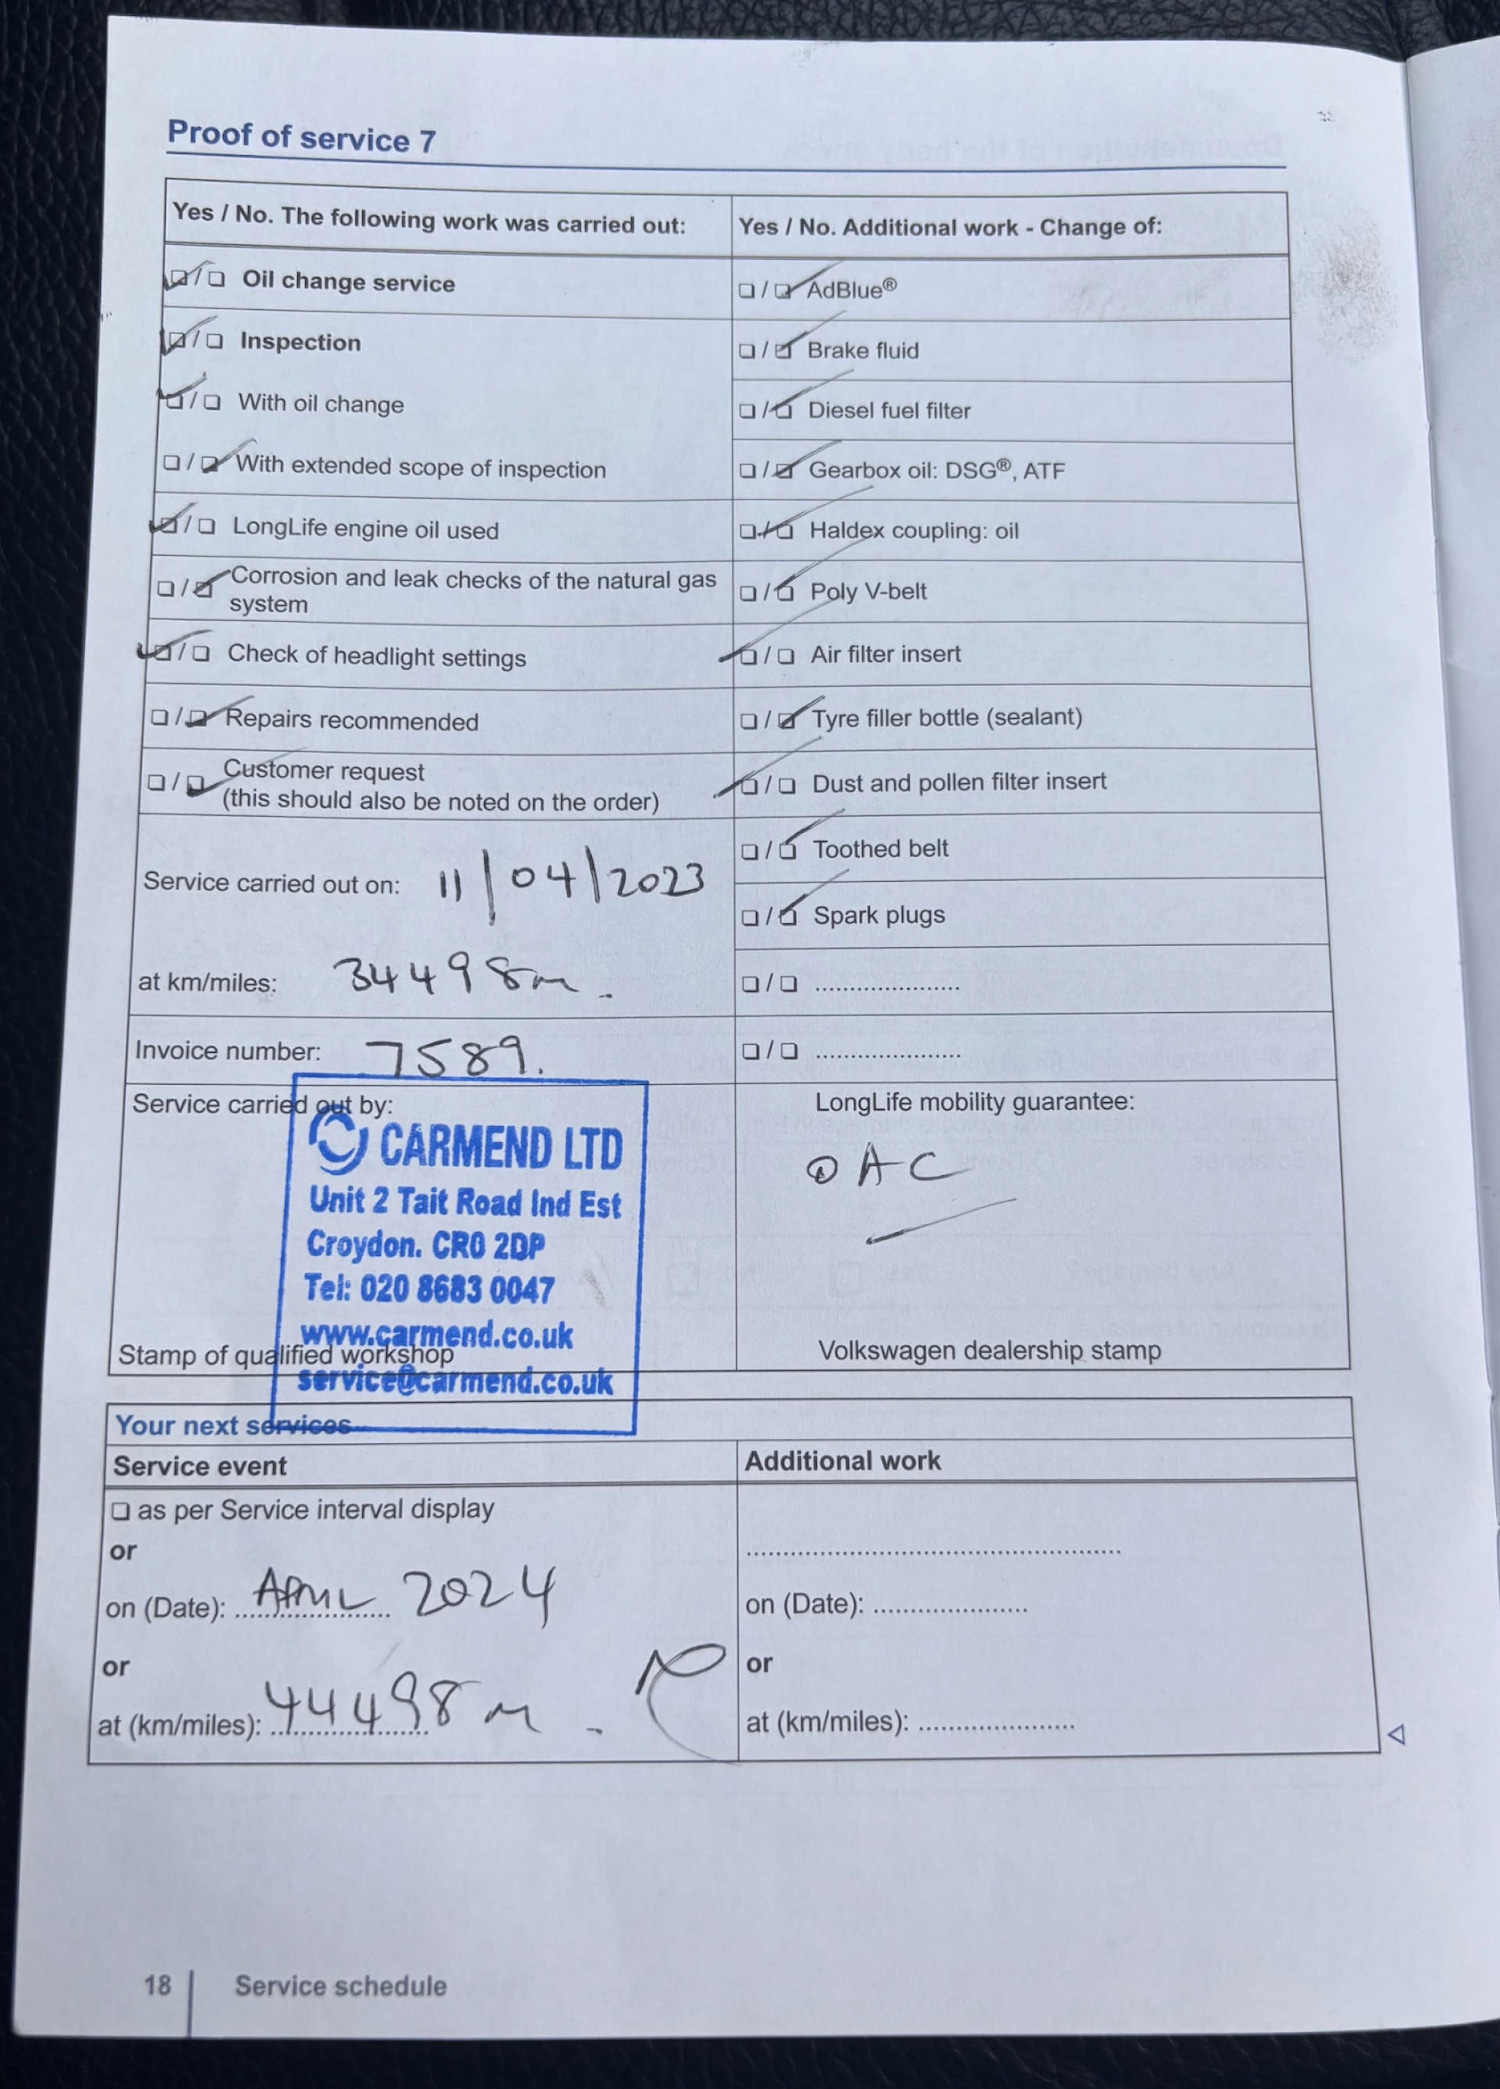 Proof of service 7
Yes / No. The following work was carried out:
☑/☐ Oil change service
☑/☐ Inspection
☑/☐ With oil change
☐/☑ With extended scope of inspection
☑/☐ LongLife engine oil used
☐/☑ Corrosion and leak checks of the natural gas
system
☑/☐ Check of headlight settings
☐/☑ Repairs recommended
☐/☑ Customer request
(this should also be noted on the order)
Service carried out on: 11/04/2023
at km/miles: 34498m.
Invoice number: 7589.
Yes / No. Additional work - Change of:
☐/☑ AdBlue®
☐/☑ Brake fluid
☐/☑ Diesel fuel filter
☐/☑ Gearbox oil: DSG®, ATF
☐/☑ Haldex coupling: oil
☐/☑ Poly V-belt
☑/☐ Air filter insert
☐/☑ Tyre filler bottle (sealant)
☑/☐ Dust and pollen filter insert
☐/☑ Toothed belt
☐/☑ Spark plugs
☐/☐ .....................
☐/☐ .....................
Service carried out by:
CARMEND LTD
Unit 2 Tait Road Ind Est
Croydon. CR0 2DP
Tel: 020 8683 0047
www.carmend.co.uk
service@carmend.co.uk
Stamp of qualified workshop
LongLife mobility guarantee:
OAC
Volkswagen dealership stamp
Your next services
Service event
☐ as per Service interval display
or
on (Date): APRIL 2024
or
at (km/miles): 44498m.
Additional work
.......................................................
on (Date): ......................
or
at (km/miles): ......................
18 Service schedule